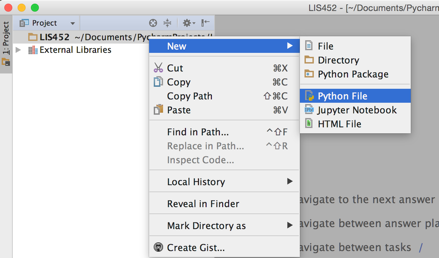 LIS452 - [~/Documents/Pycharm
1: Project
Project
LIS452 ~/Documents/PycharmProjects/
External Libraries
New
Cut ⌘X
Copy ⌘C
Copy Path ⇧⌘C
Paste ⌘V
Find in Path... ^⇧F
Replace in Path... ^⇧R
Inspect Code...
Local History
Reveal in Finder
Mark Directory as
Create Gist...
File
Directory
Python Package
Python File
Jupyter Notebook
HTML File
avigate to the next answer
avigate between answer pla
avigate between tasks /